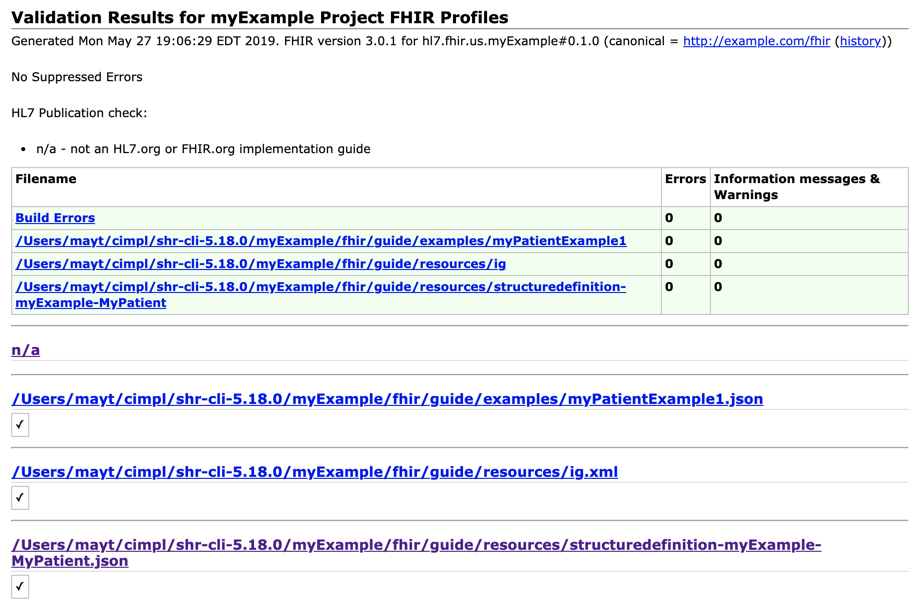 Validation Results for myExample Project FHIR Profiles
Generated Mon May 27 19:06:29 EDT 2019. FHIR version 3.0.1 for hl7.fhir.us.myExample#0.1.0 (canonical = http://example.com/fhir (history))
No Suppressed Errors
HL7 Publication check:
• n/a - not an HL7.org or FHIR.org implementation guide
Filename Errors Information messages &
Warnings
Build Errors 0 0
/Users/mayt/cimpl/shr-cli-5.18.0/myExample/fhir/guide/examples/myPatientExample1 0 0
/Users/mayt/cimpl/shr-cli-5.18.0/myExample/fhir/guide/resources/ig 0 0
/Users/mayt/cimpl/shr-cli-5.18.0/myExample/fhir/guide/resources/structuredefinition- 0 0
myExample-MyPatient
n/a
/Users/mayt/cimpl/shr-cli-5.18.0/myExample/fhir/guide/examples/myPatientExample1.json
✓
/Users/mayt/cimpl/shr-cli-5.18.0/myExample/fhir/guide/resources/ig.xml
✓
/Users/mayt/cimpl/shr-cli-5.18.0/myExample/fhir/guide/resources/structuredefinition-myExample-
MyPatient.json
✓